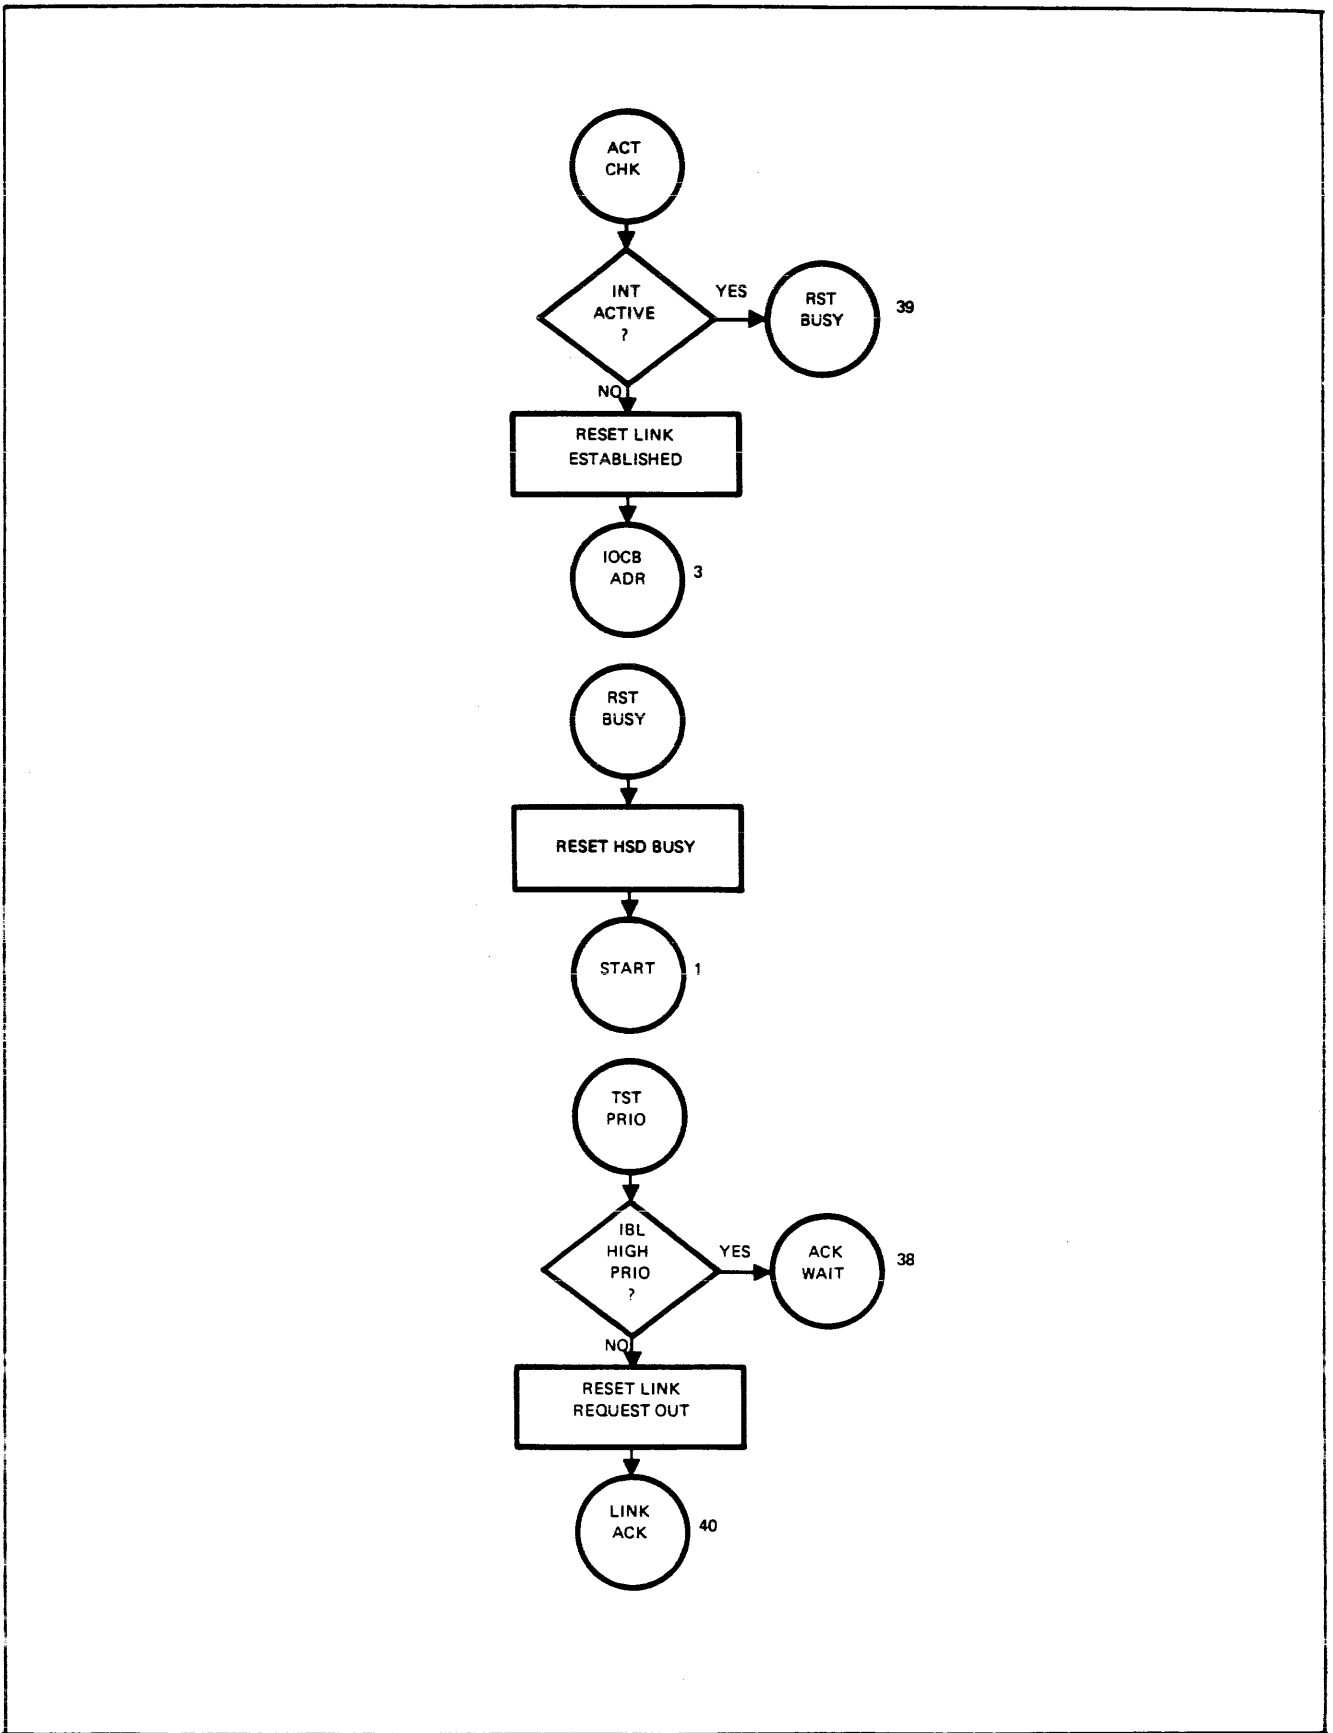 ACT
CHK
INT
ACTIVE
?
YES
RST
BUSY
39
NO
RESET LINK
ESTABLISHED
IOCB
ADR
3
RST
BUSY
RESET HSD BUSY
START
1
TST
PRIO
IBL
HIGH
PRIO
?
YES
ACK
WAIT
38
NO
RESET LINK
REQUEST OUT
LINK
ACK
40